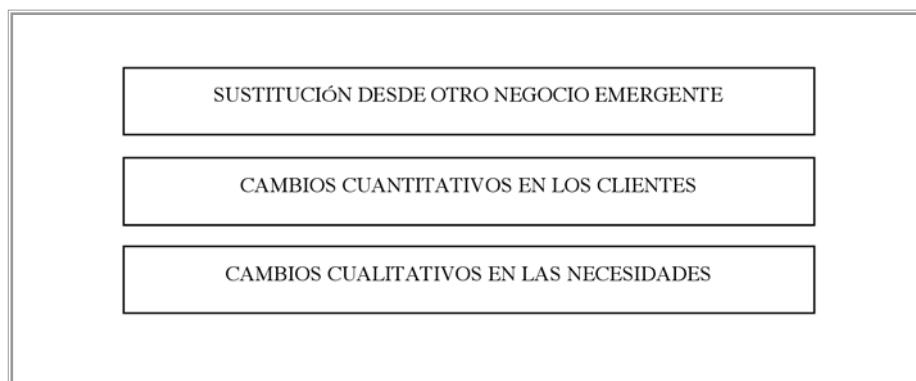 SUSTITUCIÓN DESDE OTRO NEGOCIO EMERGENTE
CAMBIOS CUANTITATIVOS EN LOS CLIENTES
CAMBIOS CUALITATIVOS EN LAS NECESIDADES